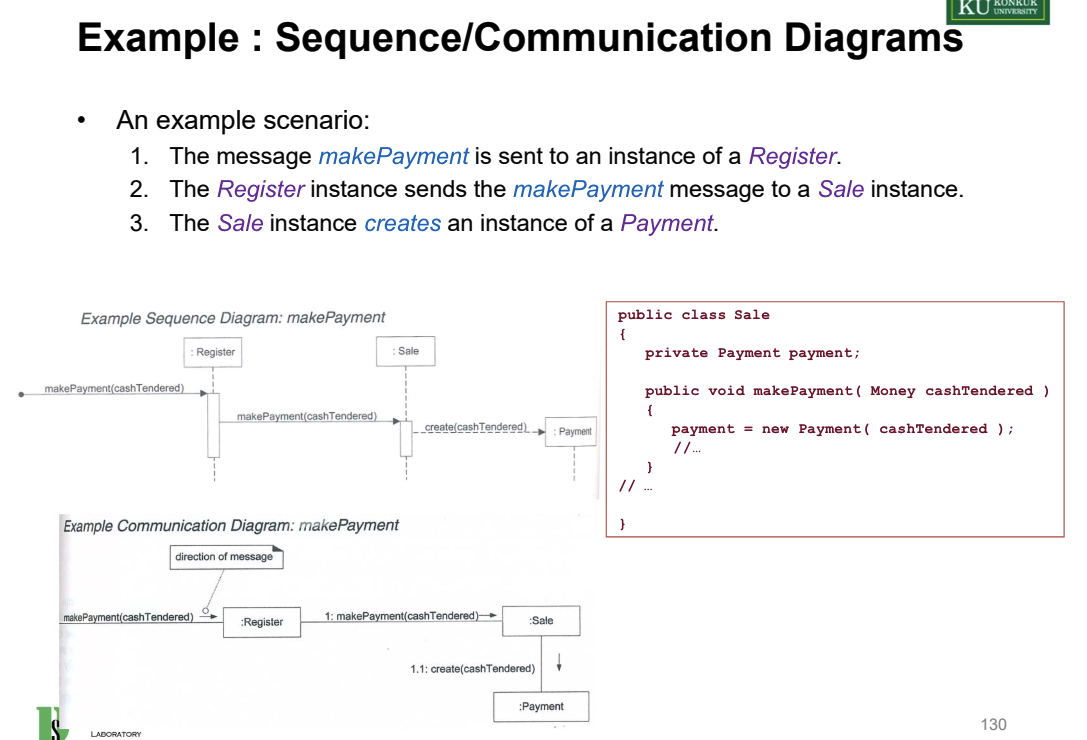 KU KONKUK
UNIVERSITY
Example : Sequence/Communication Diagrams
• An example scenario:
1. The message makePayment is sent to an instance of a Register.
2. The Register instance sends the makePayment message to a Sale instance.
3. The Sale instance creates an instance of a Payment.
Example Sequence Diagram: makePayment
: Register
: Sale
makePayment(cashTendered)
makePayment(cashTendered)
create(cashTendered)
: Payment
public class Sale
{
private Payment payment;
public void makePayment( Money cashTendered )
{
payment = new Payment( cashTendered );
//…
}
// …
}
Example Communication Diagram: makePayment
direction of message
makePayment(cashTendered)
:Register
1: makePayment(cashTendered)
:Sale
1.1: create(cashTendered)
:Payment
LABORATORY
130